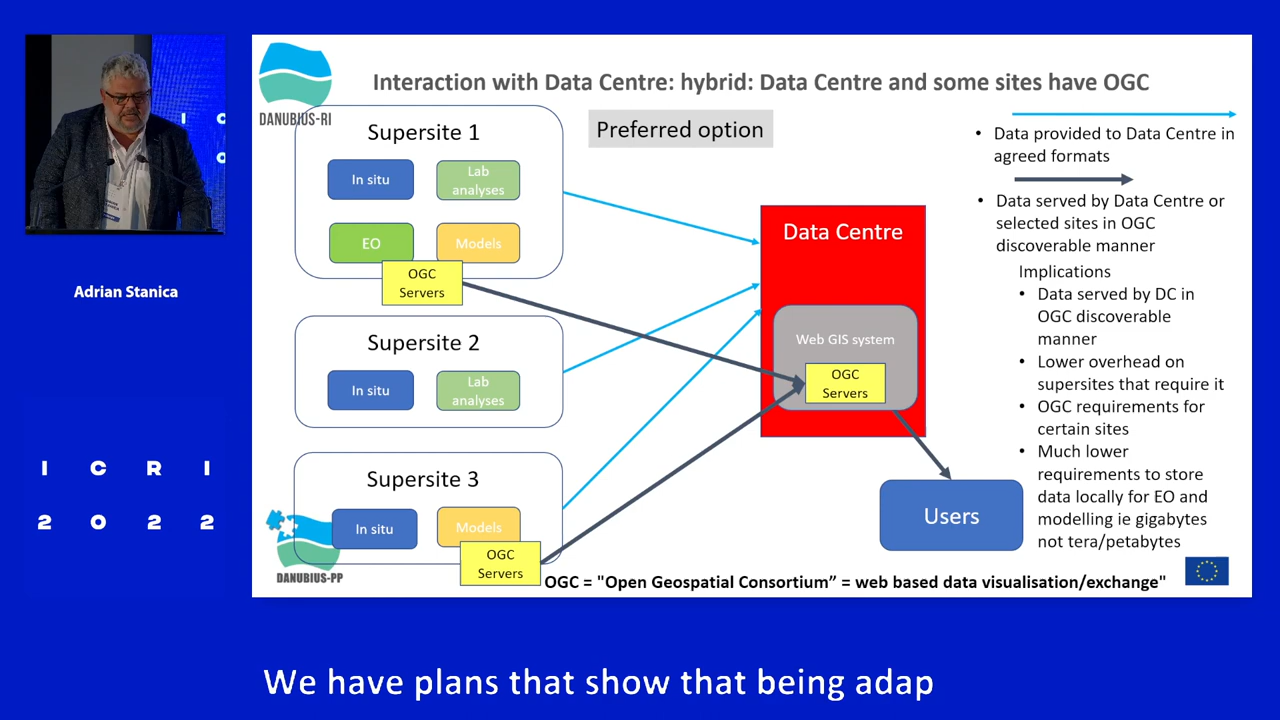 Interaction with Data Centre: hybrid: Data Centre and some sites have OGC
DANUBIUS-RI
Supersite 1
In situ
Lab
analyses
EO
Models
OGC
Servers
Supersite 2
In situ
Lab
analyses
Supersite 3
In situ
Models
OGC
Servers
DANUBIUS-PP
Preferred option
Data Centre
Web GIS system
OGC
Servers
Users
• Data provided to Data Centre in
agreed formats
• Data served by Data Centre or
selected sites in OGC
discoverable manner
Implications
• Data served by DC in
OGC discoverable
manner
• Lower overhead on
supersites that require it
• OGC requirements for
certain sites
• Much lower
requirements to store
data locally for EO and
modelling ie gigabytes
not tera/petabytes
OGC = "Open Geospatial Consortium” = web based data visualisation/exchange"
Adrian Stanica
I C R I
2 0 2 2
We have plans that show that being adap